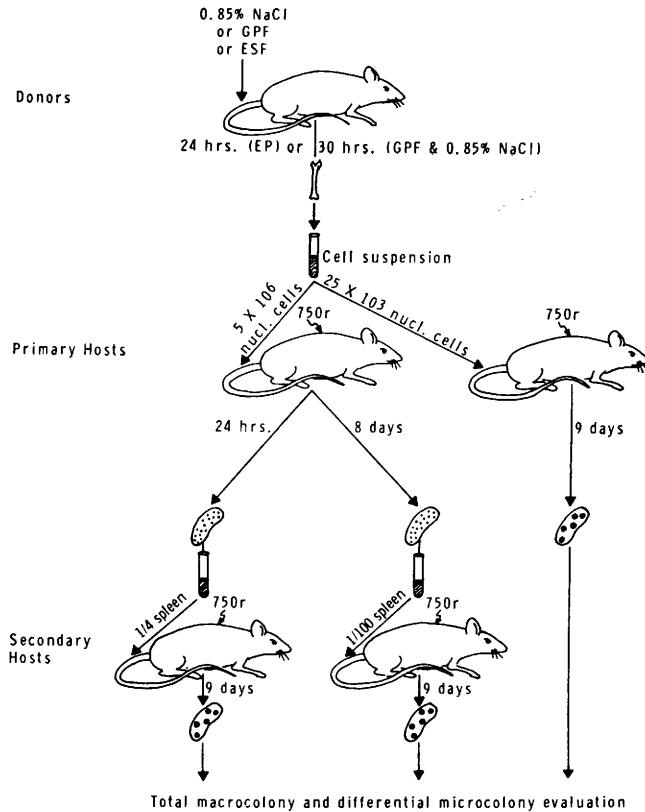 0.85% NaCl
or GPF
or ESF
Donors
24 hrs. (EP) or 30 hrs. (GPF & 0.85% NaCl)
Cell suspension
5 X 106
nucl. cells
25 X 103 nucl. cells
750r
750r
Primary Hosts
24 hrs.
8 days
9 days
1/4 spleen
750r
1/100 spleen
750r
Secondary
Hosts
9 days
9 days
Total macrocolony and differential microcolony evaluation